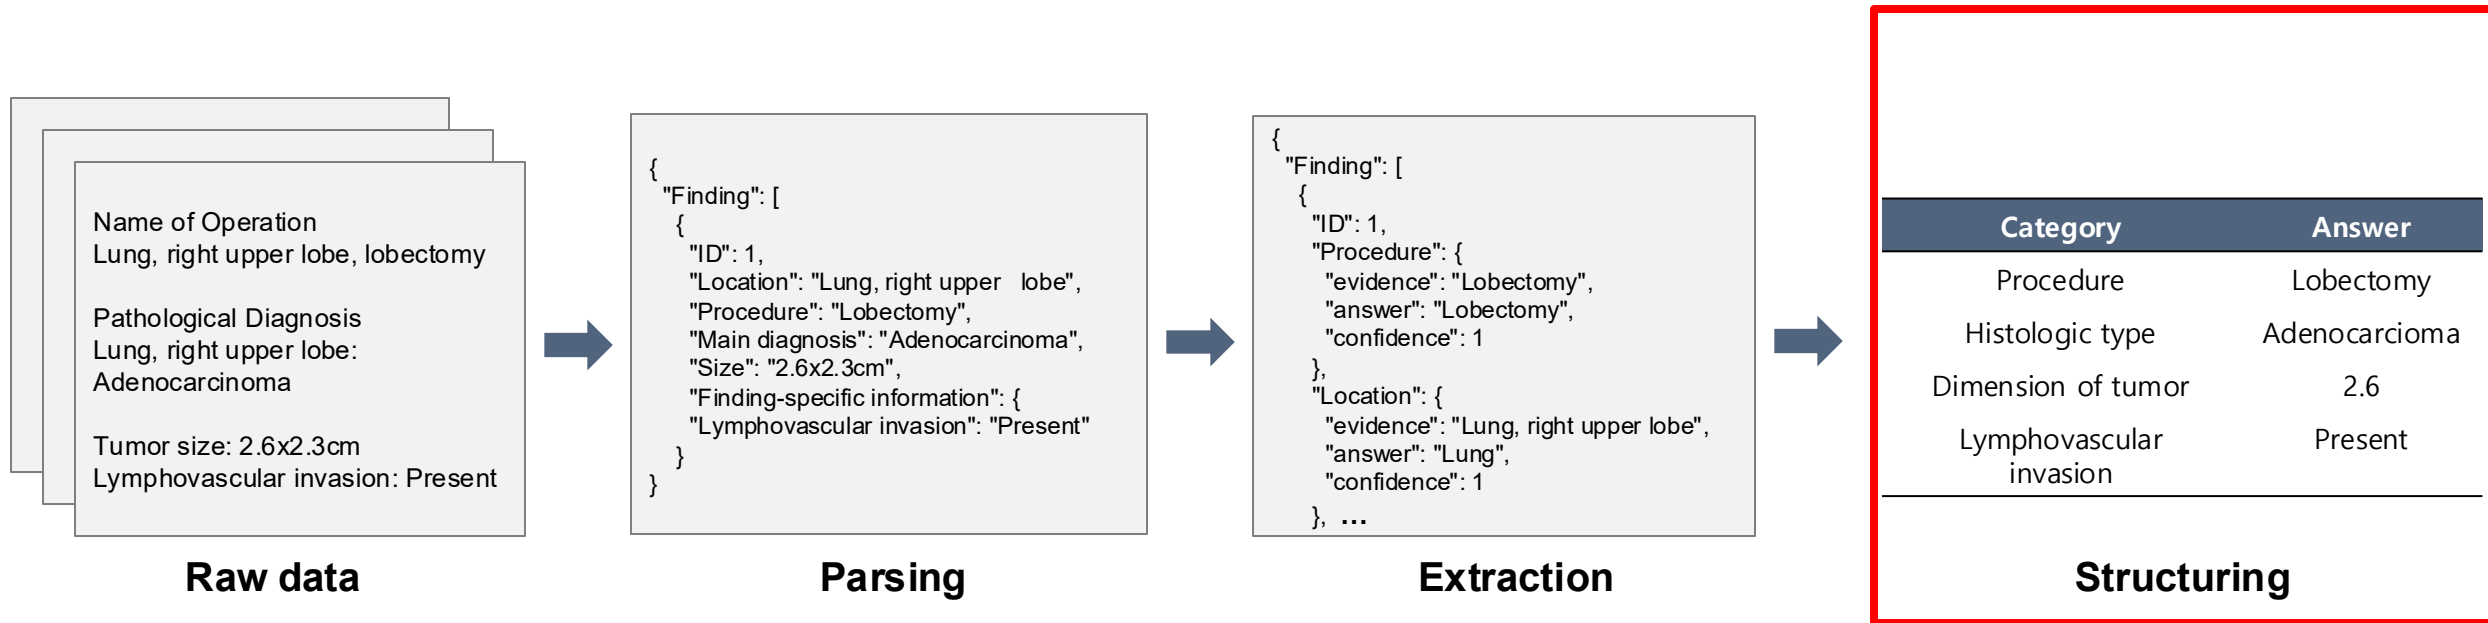 Name of Operation
Lung, right upper lobe, lobectomy
Pathological Diagnosis
Lung, right upper lobe:
Adenocarcinoma
Tumor size: 2.6x2.3cm
Lymphovascular invasion: Present
Raw data
{
"Finding": [
{
"ID": 1,
"Location": "Lung, right upper lobe",
"Procedure": "Lobectomy",
"Main diagnosis": "Adenocarcinoma",
"Size": "2.6x2.3cm",
"Finding-specific information": {
"Lymphovascular invasion": "Present"
}
}
Parsing
{
"Finding": [
{
"ID": 1,
"Procedure": {
"evidence": "Lobectomy",
"answer": "Lobectomy",
"confidence": 1
},
"Location": {
"evidence": "Lung, right upper lobe",
"answer": "Lung",
"confidence": 1
}, ...
Extraction
Category Answer
Procedure Lobectomy
Histologic type Adenocarcioma
Dimension of tumor 2.6
Lymphovascular Present
invasion
Structuring